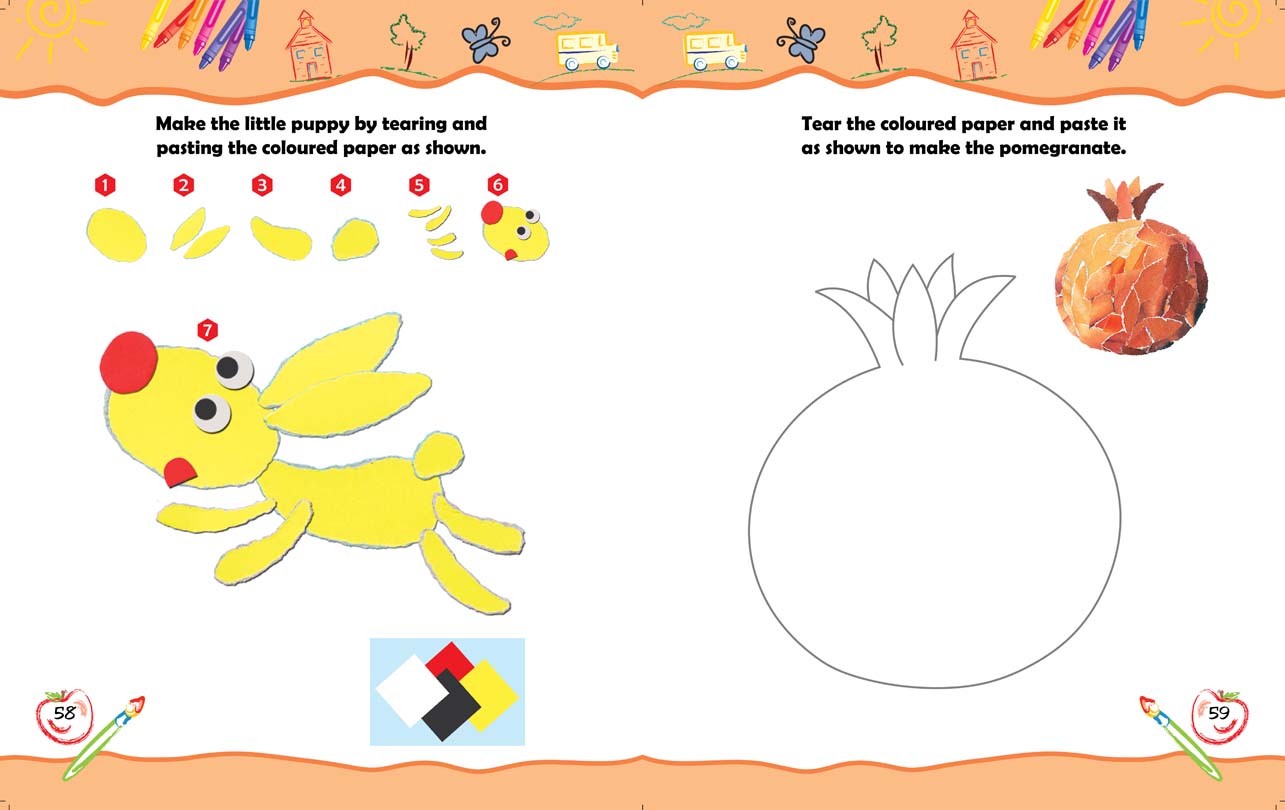 Make the little puppy by tearing and
pasting the coloured paper as shown.
1 2 3 4 5 6
7
58
Tear the coloured paper and paste it
as shown to make the pomegranate.
59